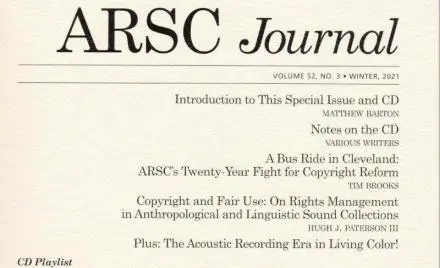 ARSC Journal
VOLUME 52, NO. 3 • WINTER, 2021
Introduction to This Special Issue and CD
MATTHEW BARTON
Notes on the CD
VARIOUS WRITERS
A Bus Ride in Cleveland:
ARSC's Twenty-Year Fight for Copyright Reform
TIM BROOKS
Copyright and Fair Use: On Rights Management
in Anthropological and Linguistic Sound Collections
HUGH J. PATERSON III
Plus: The Acoustic Recording Era in Living Color!
CD Playlist